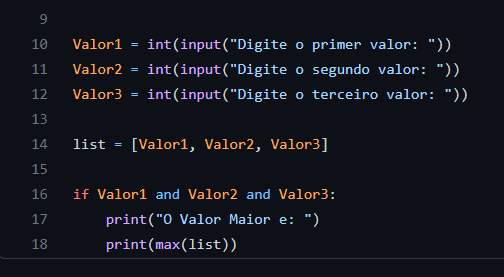 9
10 Valor1 = int(input("Digite o primer valor: "))
11 Valor2 = int(input("Digite o segundo valor: "))
12 Valor3 = int(input("Digite o terceiro valor: "))
13
14 list = [Valor1, Valor2, Valor3]
15
16 if Valor1 and Valor2 and Valor3:
17     print("O Valor Maior e: ")
18     print(max(list))